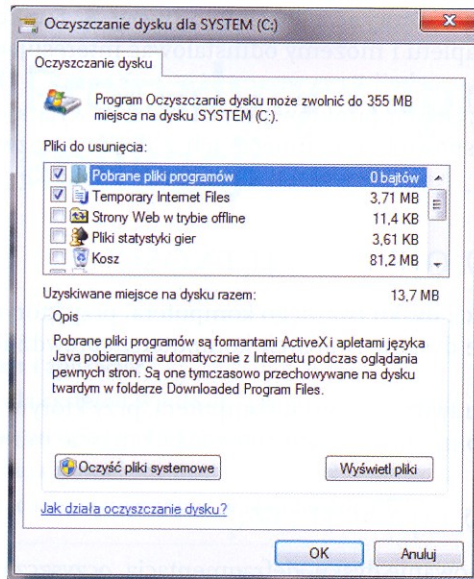 Oczyszczanie dysku dla SYSTEM (C:)
Oczyszczanie dysku
Program Oczyszczanie dysku może zwolnić do 355 MB
miejsca na dysku SYSTEM (C:).
Pliki do usunięcia:
Pobrane pliki programów 0 bajtów
Temporary Internet Files 3,71 MB
Strony Web w trybie offline 11,4 KB
Pliki statystyki gier 3,61 KB
Kosz 81,2 MB
Uzyskiwane miejsce na dysku razem: 13,7 MB
Opis
Pobrane pliki programów są formantami ActiveX i apletami języka
Java pobieranymi automatycznie z Internetu podczas oglądania
pewnych stron. Są one tymczasowo przechowywane na dysku
twardym w folderze Downloaded Program Files.
Oczyść pliki systemowe Wyświetl pliki
Jak działa oczyszczanie dysku?
OK Anuluj